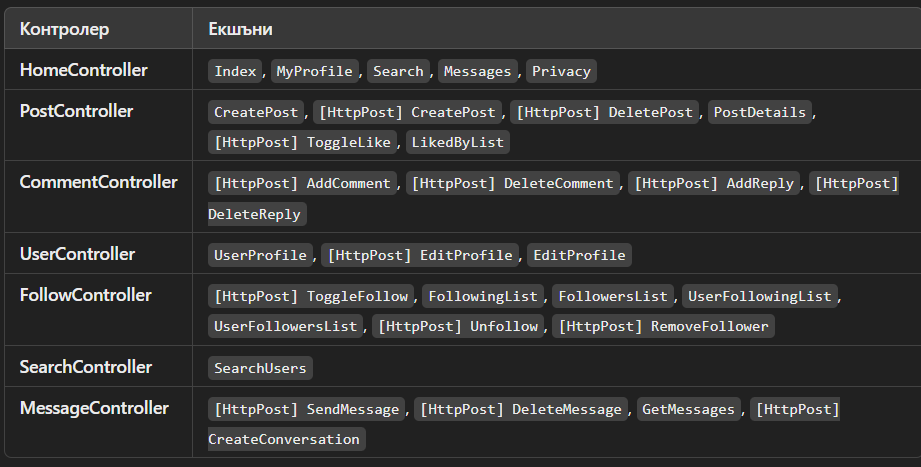 Контролер Екшъни
HomeController Index, MyProfile, Search, Messages, Privacy
PostController CreatePost, [HttpPost] CreatePost, [HttpPost] DeletePost, PostDetails,
[HttpPost] ToggleLike, LikedByList
CommentController [HttpPost] AddComment, [HttpPost] DeleteComment, [HttpPost] AddReply, [HttpPost]
DeleteReply
UserController UserProfile, [HttpPost] EditProfile, EditProfile
FollowController [HttpPost] ToggleFollow, FollowingList, FollowersList, UserFollowingList,
UserFollowersList, [HttpPost] Unfollow, [HttpPost] RemoveFollower
SearchController SearchUsers
MessageController [HttpPost] SendMessage, [HttpPost] DeleteMessage, GetMessages, [HttpPost]
CreateConversation